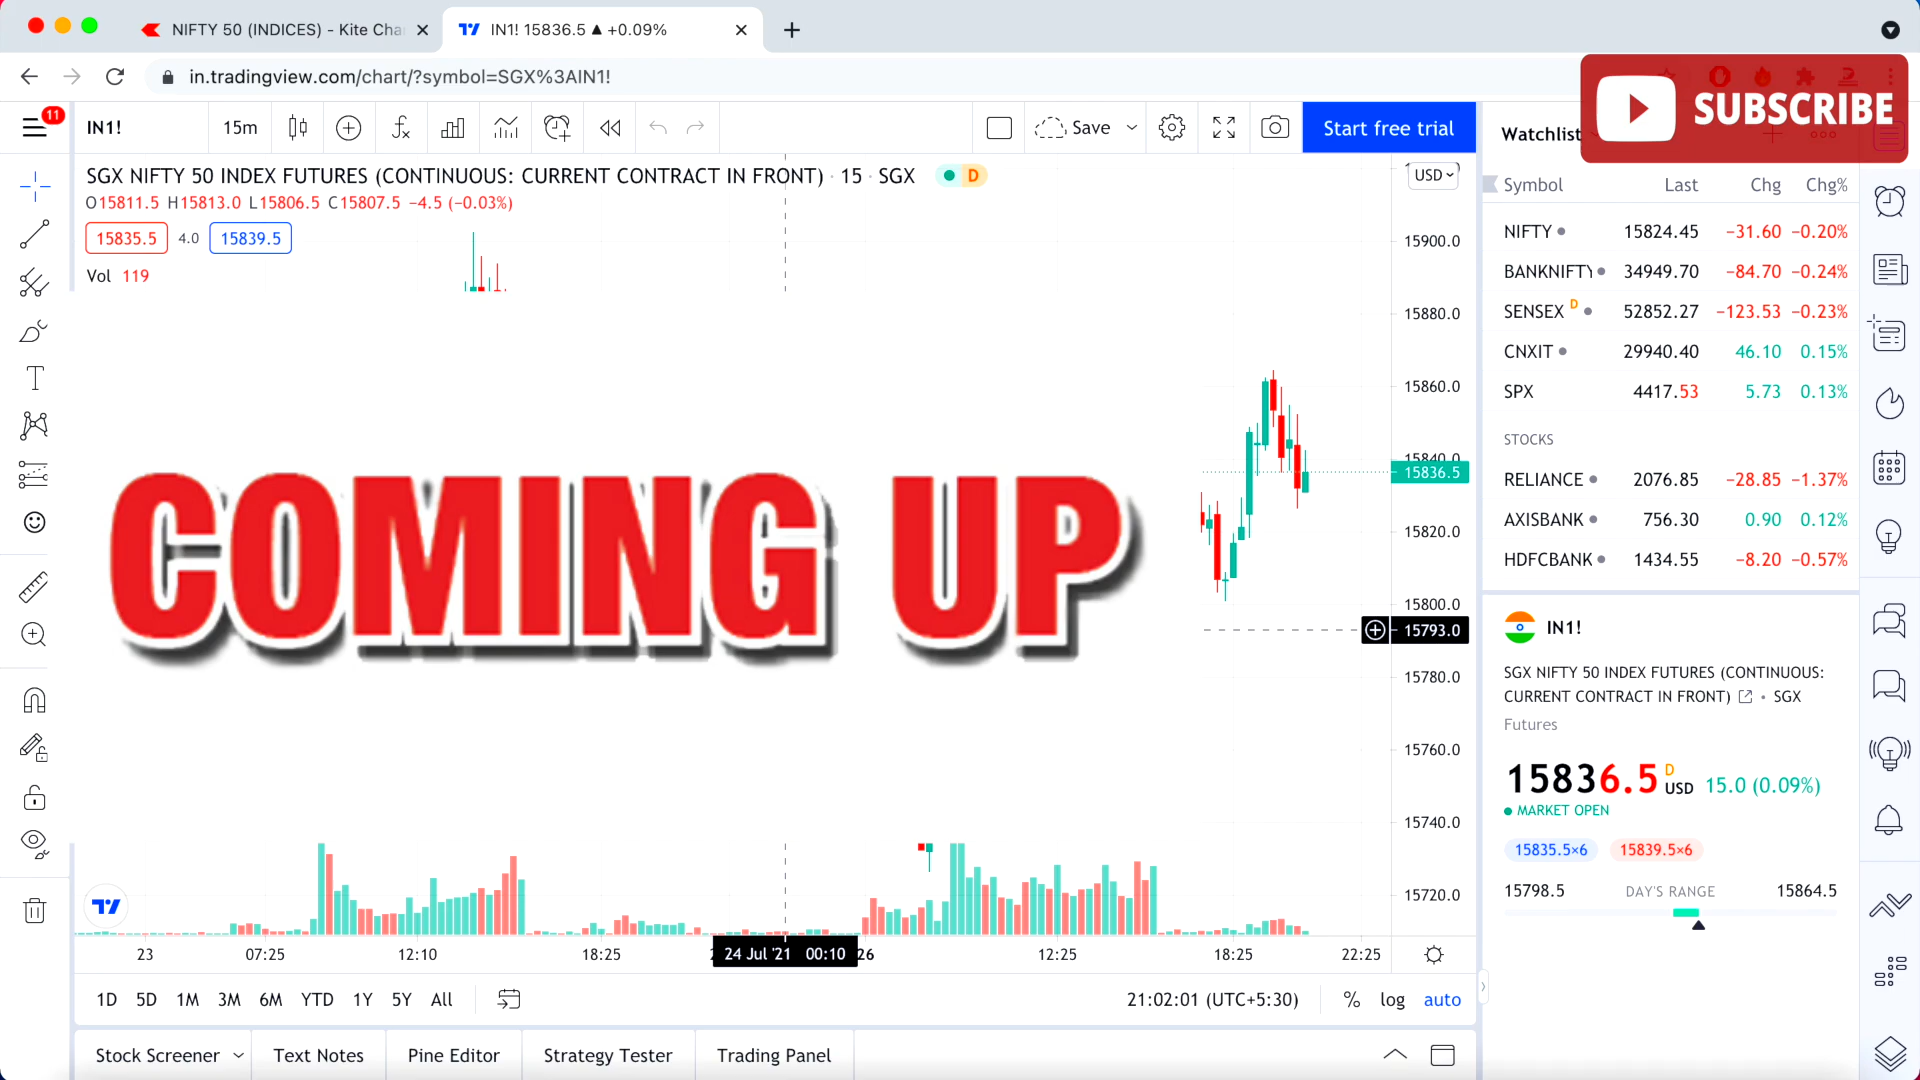 NIFTY 50 (INDICES) - Kite Cha
IN1! 15836.5 ▲ +0.09%
in.tradingview.com/chart/?symbol=SGX%3AIN1!
SUBSCRIBE
11
IN1!
15m
Save
Start free trial
Watchlist
SGX NIFTY 50 INDEX FUTURES (CONTINUOUS: CURRENT CONTRACT IN FRONT) · 15 · SGX
D
USD
O15811.5 H15813.0 L15806.5 C15807.5 −4.5 (−0.03%)
15835.5 4.0 15839.5
Vol 119
Symbol Last Chg Chg%
NIFTY 15824.45 −31.60 −0.20%
BANKNIFTY 34949.70 −84.70 −0.24%
SENSEX D 52852.27 −123.53 −0.23%
CNXIT 29940.40 46.10 0.15%
SPX 4417.53 5.73 0.13%
STOCKS
RELIANCE 2076.85 −28.85 −1.37%
AXISBANK 756.30 0.90 0.12%
HDFCBANK 1434.55 −8.20 −0.57%
15900.0
15880.0
15860.0
15840.0
15836.5
15820.0
15800.0
15793.0
15780.0
15760.0
15740.0
15720.0
COMING UP
IN1!
SGX NIFTY 50 INDEX FUTURES (CONTINUOUS:
CURRENT CONTRACT IN FRONT) • SGX
Futures
15836.5 D USD 15.0 (0.09%)
MARKET OPEN
15835.5×6 15839.5×6
15798.5 DAY'S RANGE 15864.5
23 07:25 12:10 18:25 24 Jul '21 00:10 26 12:25 18:25 22:25
1D 5D 1M 3M 6M YTD 1Y 5Y All
21:02:01 (UTC+5:30) % log auto
Stock Screener Text Notes Pine Editor Strategy Tester Trading Panel